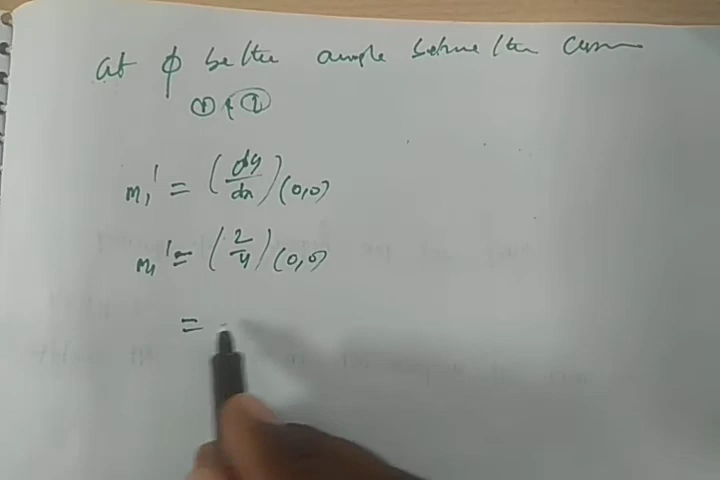 at ϕ be the angle between the curves
① & ②
m₁' = (dy/dx)(0,0)
m₁' = (2/y)(0,0)
=